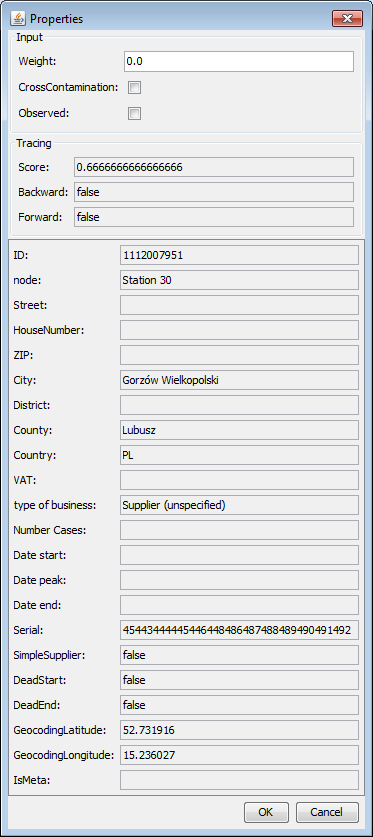 Properties
Input
Weight: 0.0
CrossContamination:
Observed:
Tracing
Score: 0.6666666666666666
Backward: false
Forward: false
ID: 1112007951
node: Station 30
Street:
HouseNumber:
ZIP:
City: Gorzów Wielkopolski
District:
County: Lubusz
Country: PL
VAT:
type of business: Supplier (unspecified)
Number Cases:
Date start:
Date peak:
Date end:
Serial: 454434444454464484864874884894904914​92
SimpleSupplier: false
DeadStart: false
DeadEnd: false
GeocodingLatitude: 52.731916
GeocodingLongitude: 15.236027
IsMeta:
OK Cancel